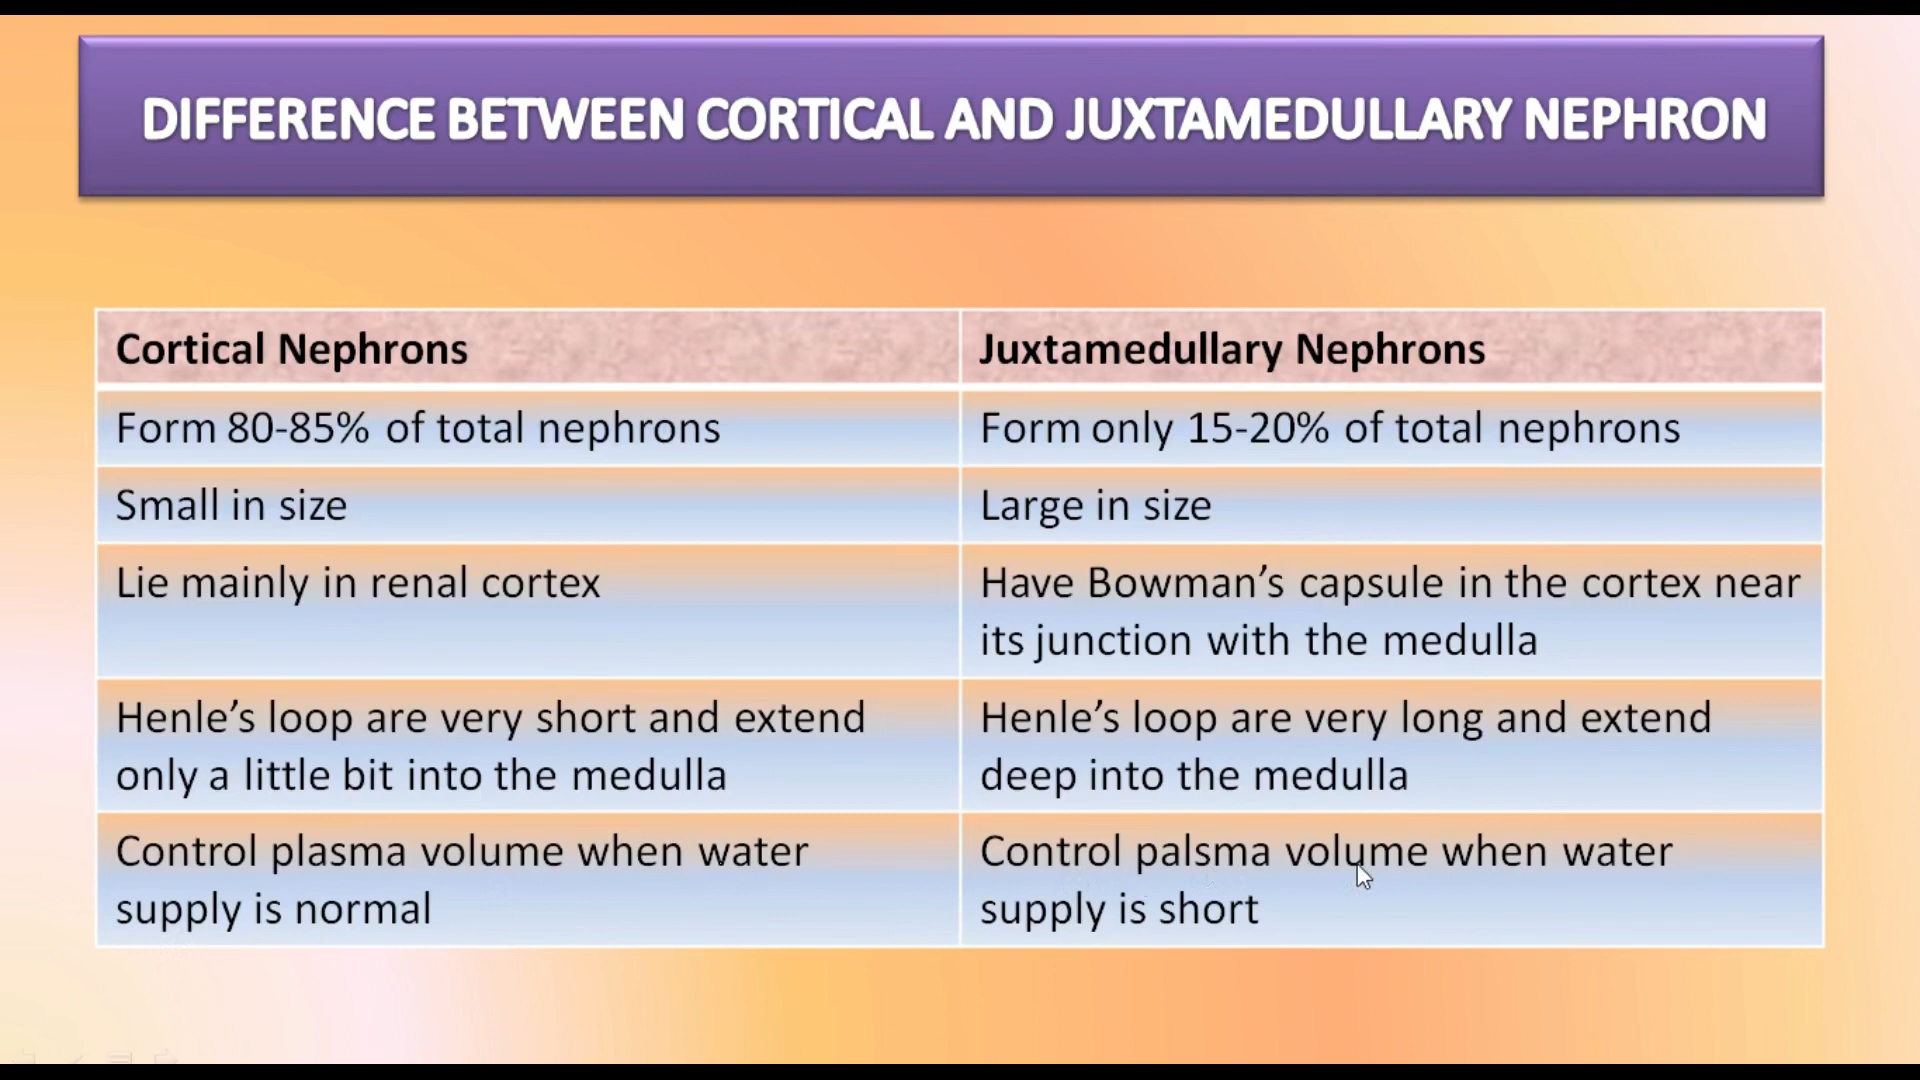 DIFFERENCE BETWEEN CORTICAL AND JUXTAMEDULLARY NEPHRON
Cortical Nephrons
Juxtamedullary Nephrons
Form 80-85% of total nephrons
Form only 15-20% of total nephrons
Small in size
Large in size
Lie mainly in renal cortex
Have Bowman’s capsule in the cortex near
its junction with the medulla
Henle’s loop are very short and extend
only a little bit into the medulla
Henle’s loop are very long and extend
deep into the medulla
Control plasma volume when water
supply is normal
Control palsma volume when water
supply is short